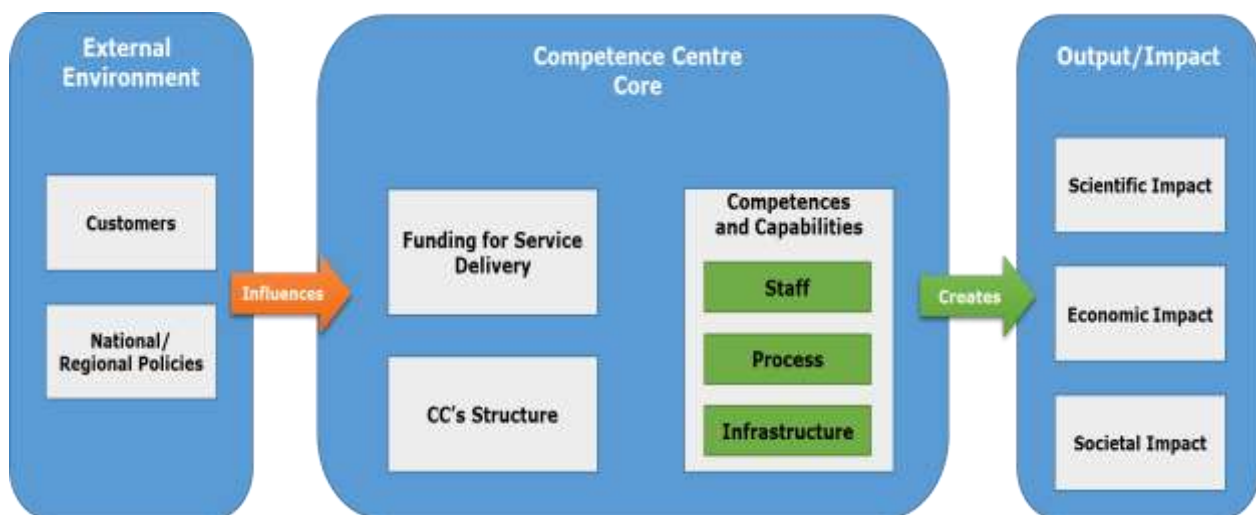 External
Environment
Customers
National/
Regional Policies
Influences
Competence Centre
Core
Funding for Service
Delivery
CC's Structure
Competences
and Capabilities
Staff
Process
Infrastructure
Creates
Output/Impact
Scientific Impact
Economic Impact
Societal Impact